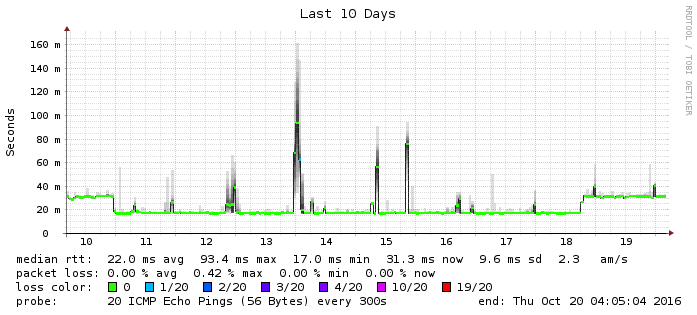 Last 10 Days
RRDTOOL / TOBI OETIKER
Seconds
160 m
140 m
120 m
100 m
80 m
60 m
40 m
20 m
0
10 11 12 13 14 15 16 17 18 19
median rtt: 22.0 ms avg 93.4 ms max 17.0 ms min 31.3 ms now 9.6 ms sd 2.3 am/s
packet loss: 0.00 % avg 0.42 % max 0.00 % min 0.00 % now
loss color: 0 1/20 2/20 3/20 4/20 10/20 19/20
probe: 20 ICMP Echo Pings (56 Bytes) every 300s end: Thu Oct 20 04:05:04 2016